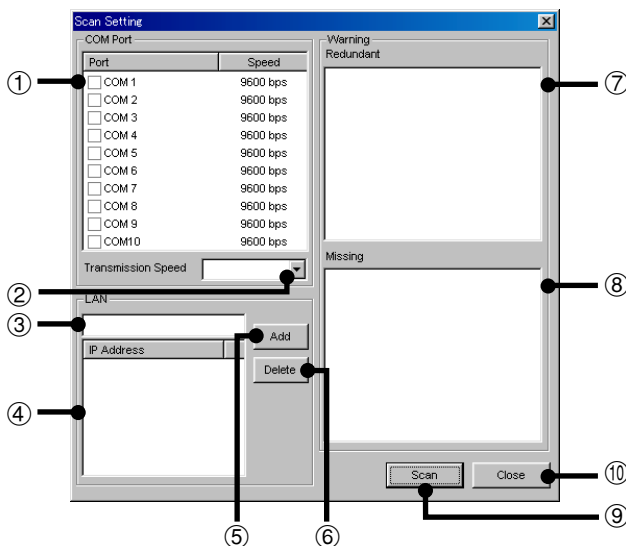 Scan Setting
COM Port
Port Speed
① COM 1 9600 bps
COM 2 9600 bps
COM 3 9600 bps
COM 4 9600 bps
COM 5 9600 bps
COM 6 9600 bps
COM 7 9600 bps
COM 8 9600 bps
COM 9 9600 bps
COM10 9600 bps
Transmission Speed
②
LAN
③
Add
IP Address
Delete
④
⑤
⑥
Warning
Redundant
⑦
Missing
⑧
Scan
Close
⑩
⑨